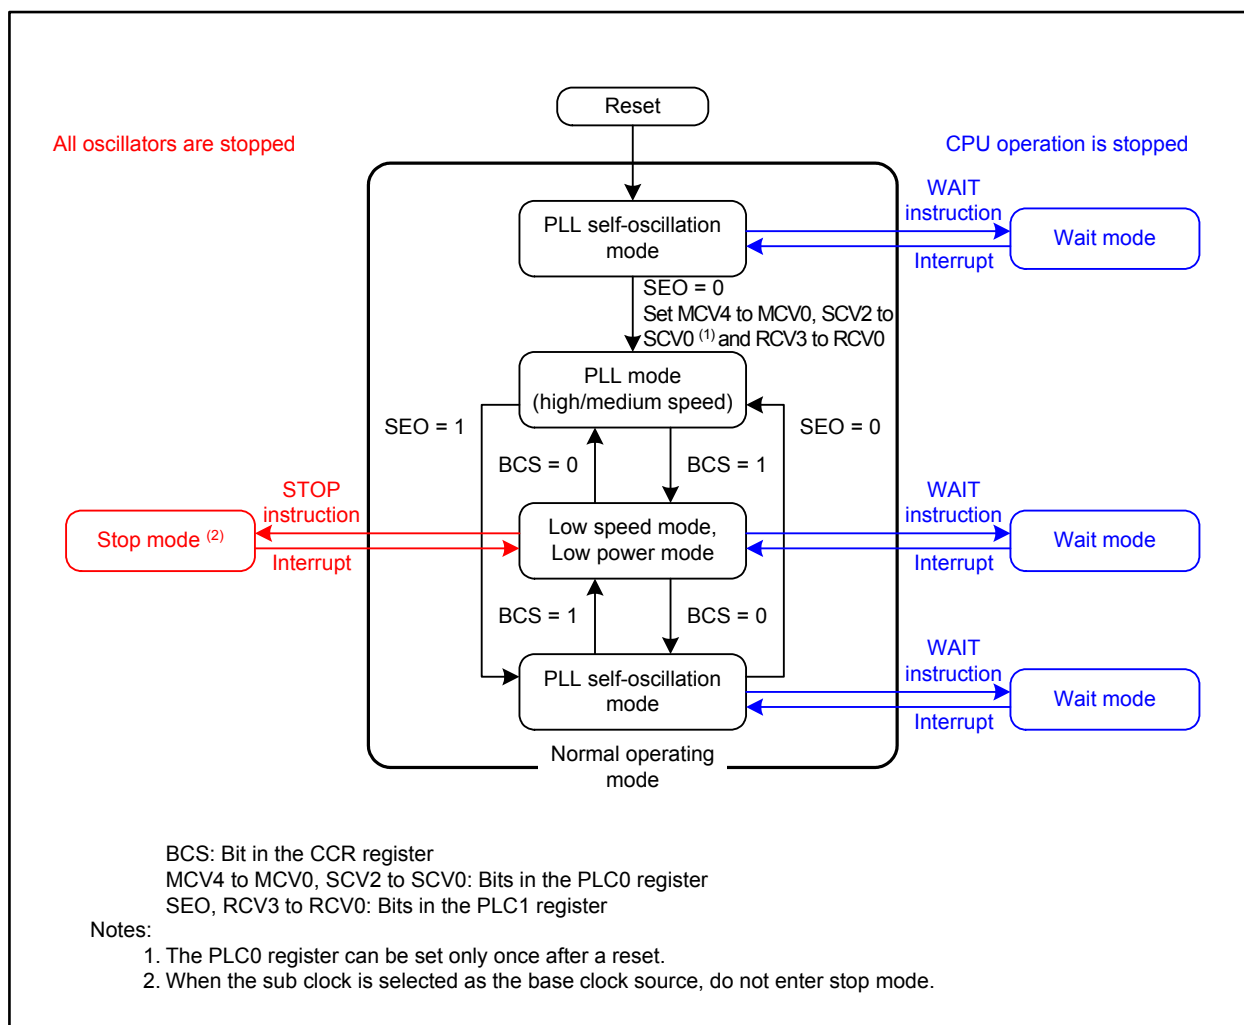 Reset
All oscillators are stopped
CPU operation is stopped
PLL self-oscillation
mode
WAIT
instruction
Interrupt
Wait mode
SEO = 0
Set MCV4 to MCV0, SCV2 to
SCV0 (1) and RCV3 to RCV0
PLL mode
(high/medium speed)
SEO = 1
SEO = 0
BCS = 0
BCS = 1
STOP
instruction
Interrupt
Stop mode (2)
Low speed mode,
Low power mode
WAIT
instruction
Interrupt
Wait mode
BCS = 1
BCS = 0
PLL self-oscillation
mode
WAIT
instruction
Interrupt
Wait mode
Normal operating
mode
BCS: Bit in the CCR register
MCV4 to MCV0, SCV2 to SCV0: Bits in the PLC0 register
SEO, RCV3 to RCV0: Bits in the PLC1 register
Notes:
1. The PLC0 register can be set only once after a reset.
2. When the sub clock is selected as the base clock source, do not enter stop mode.